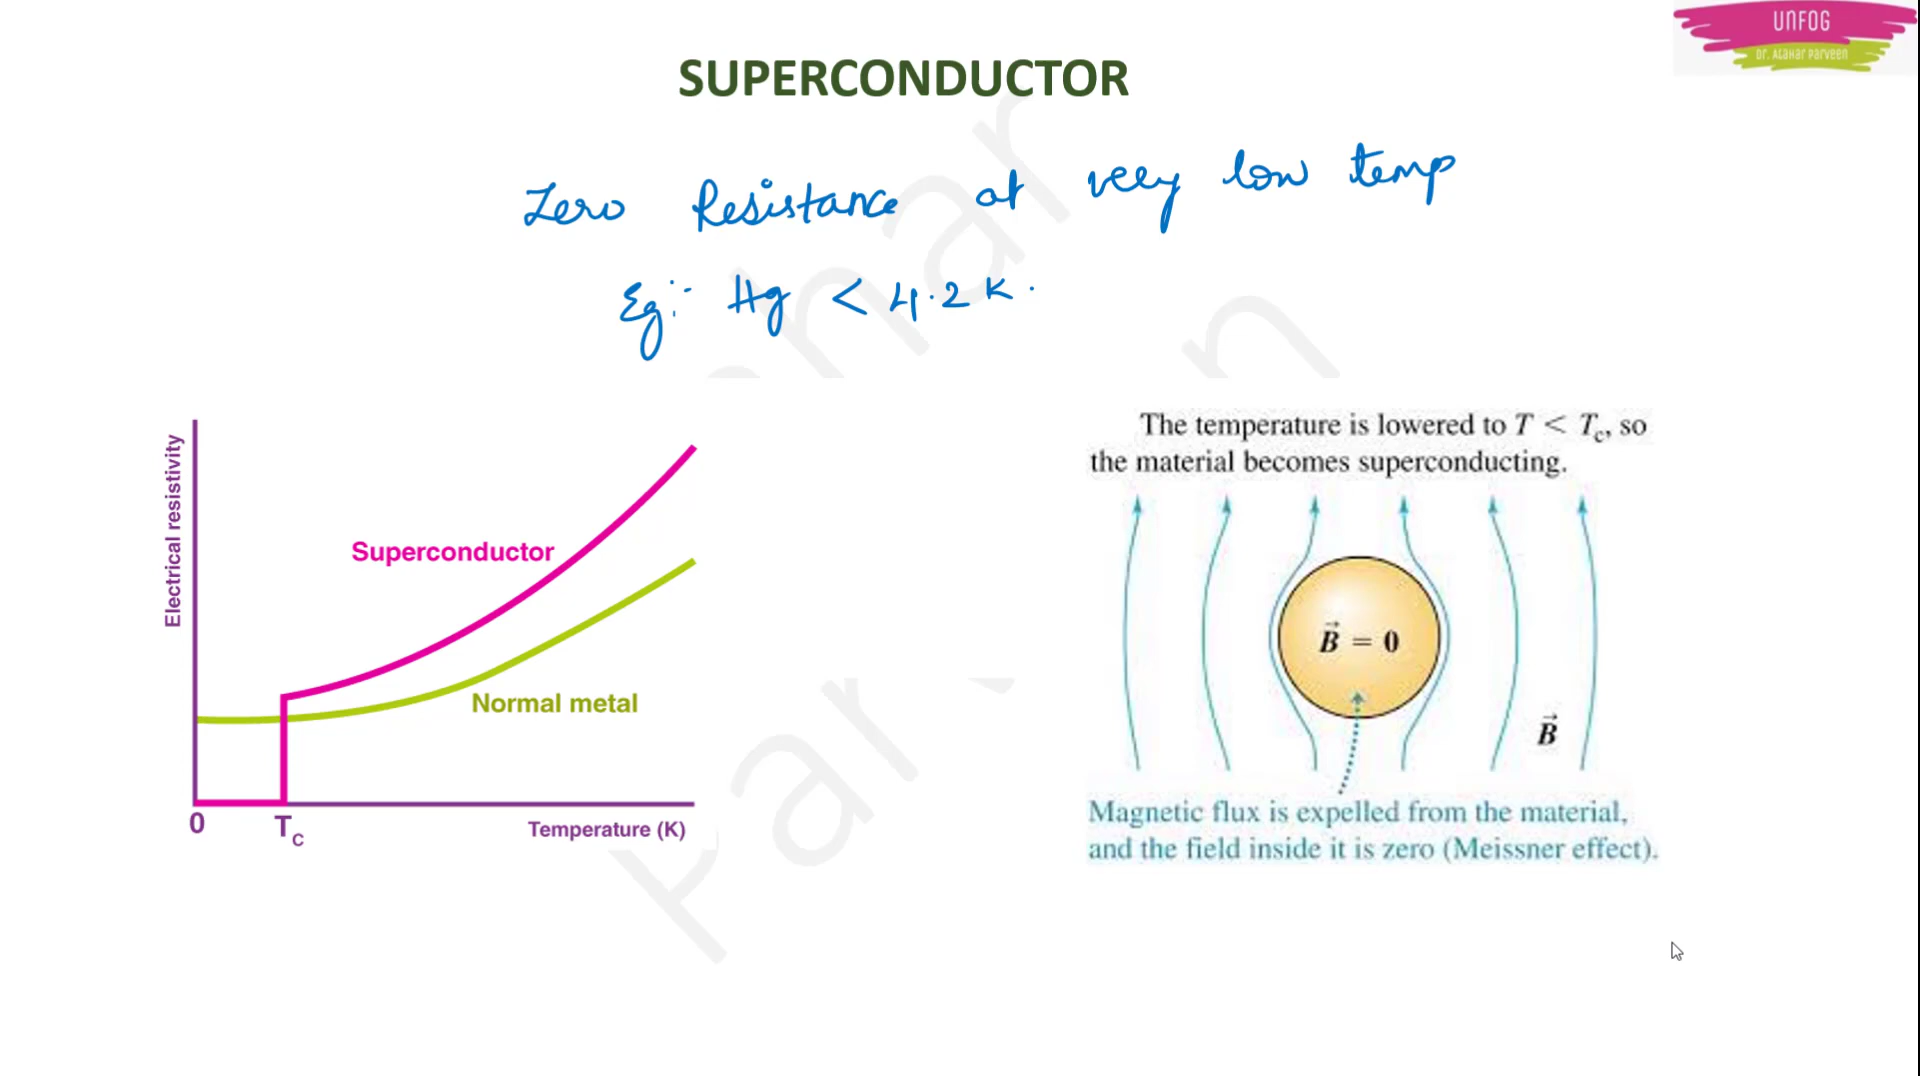 UNFOG
Dr. Atahar Parveen
SUPERCONDUCTOR
Zero Resistance at very low temp
Eg:- Hg < 4.2 K.
Electrical resistivity
Superconductor
Normal metal
0
Tc
Temperature (K)
The temperature is lowered to T < Tc, so
the material becomes superconducting.
B⃗ = 0
B⃗
Magnetic flux is expelled from the material,
and the field inside it is zero (Meissner effect).